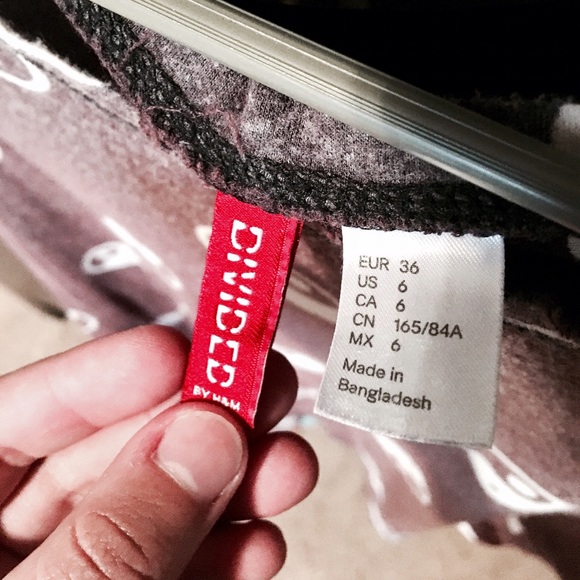 DIVIDED
BY H&M
EUR 36
US 6
CA 6
CN 165/84A
MX 6
Made in
Bangladesh